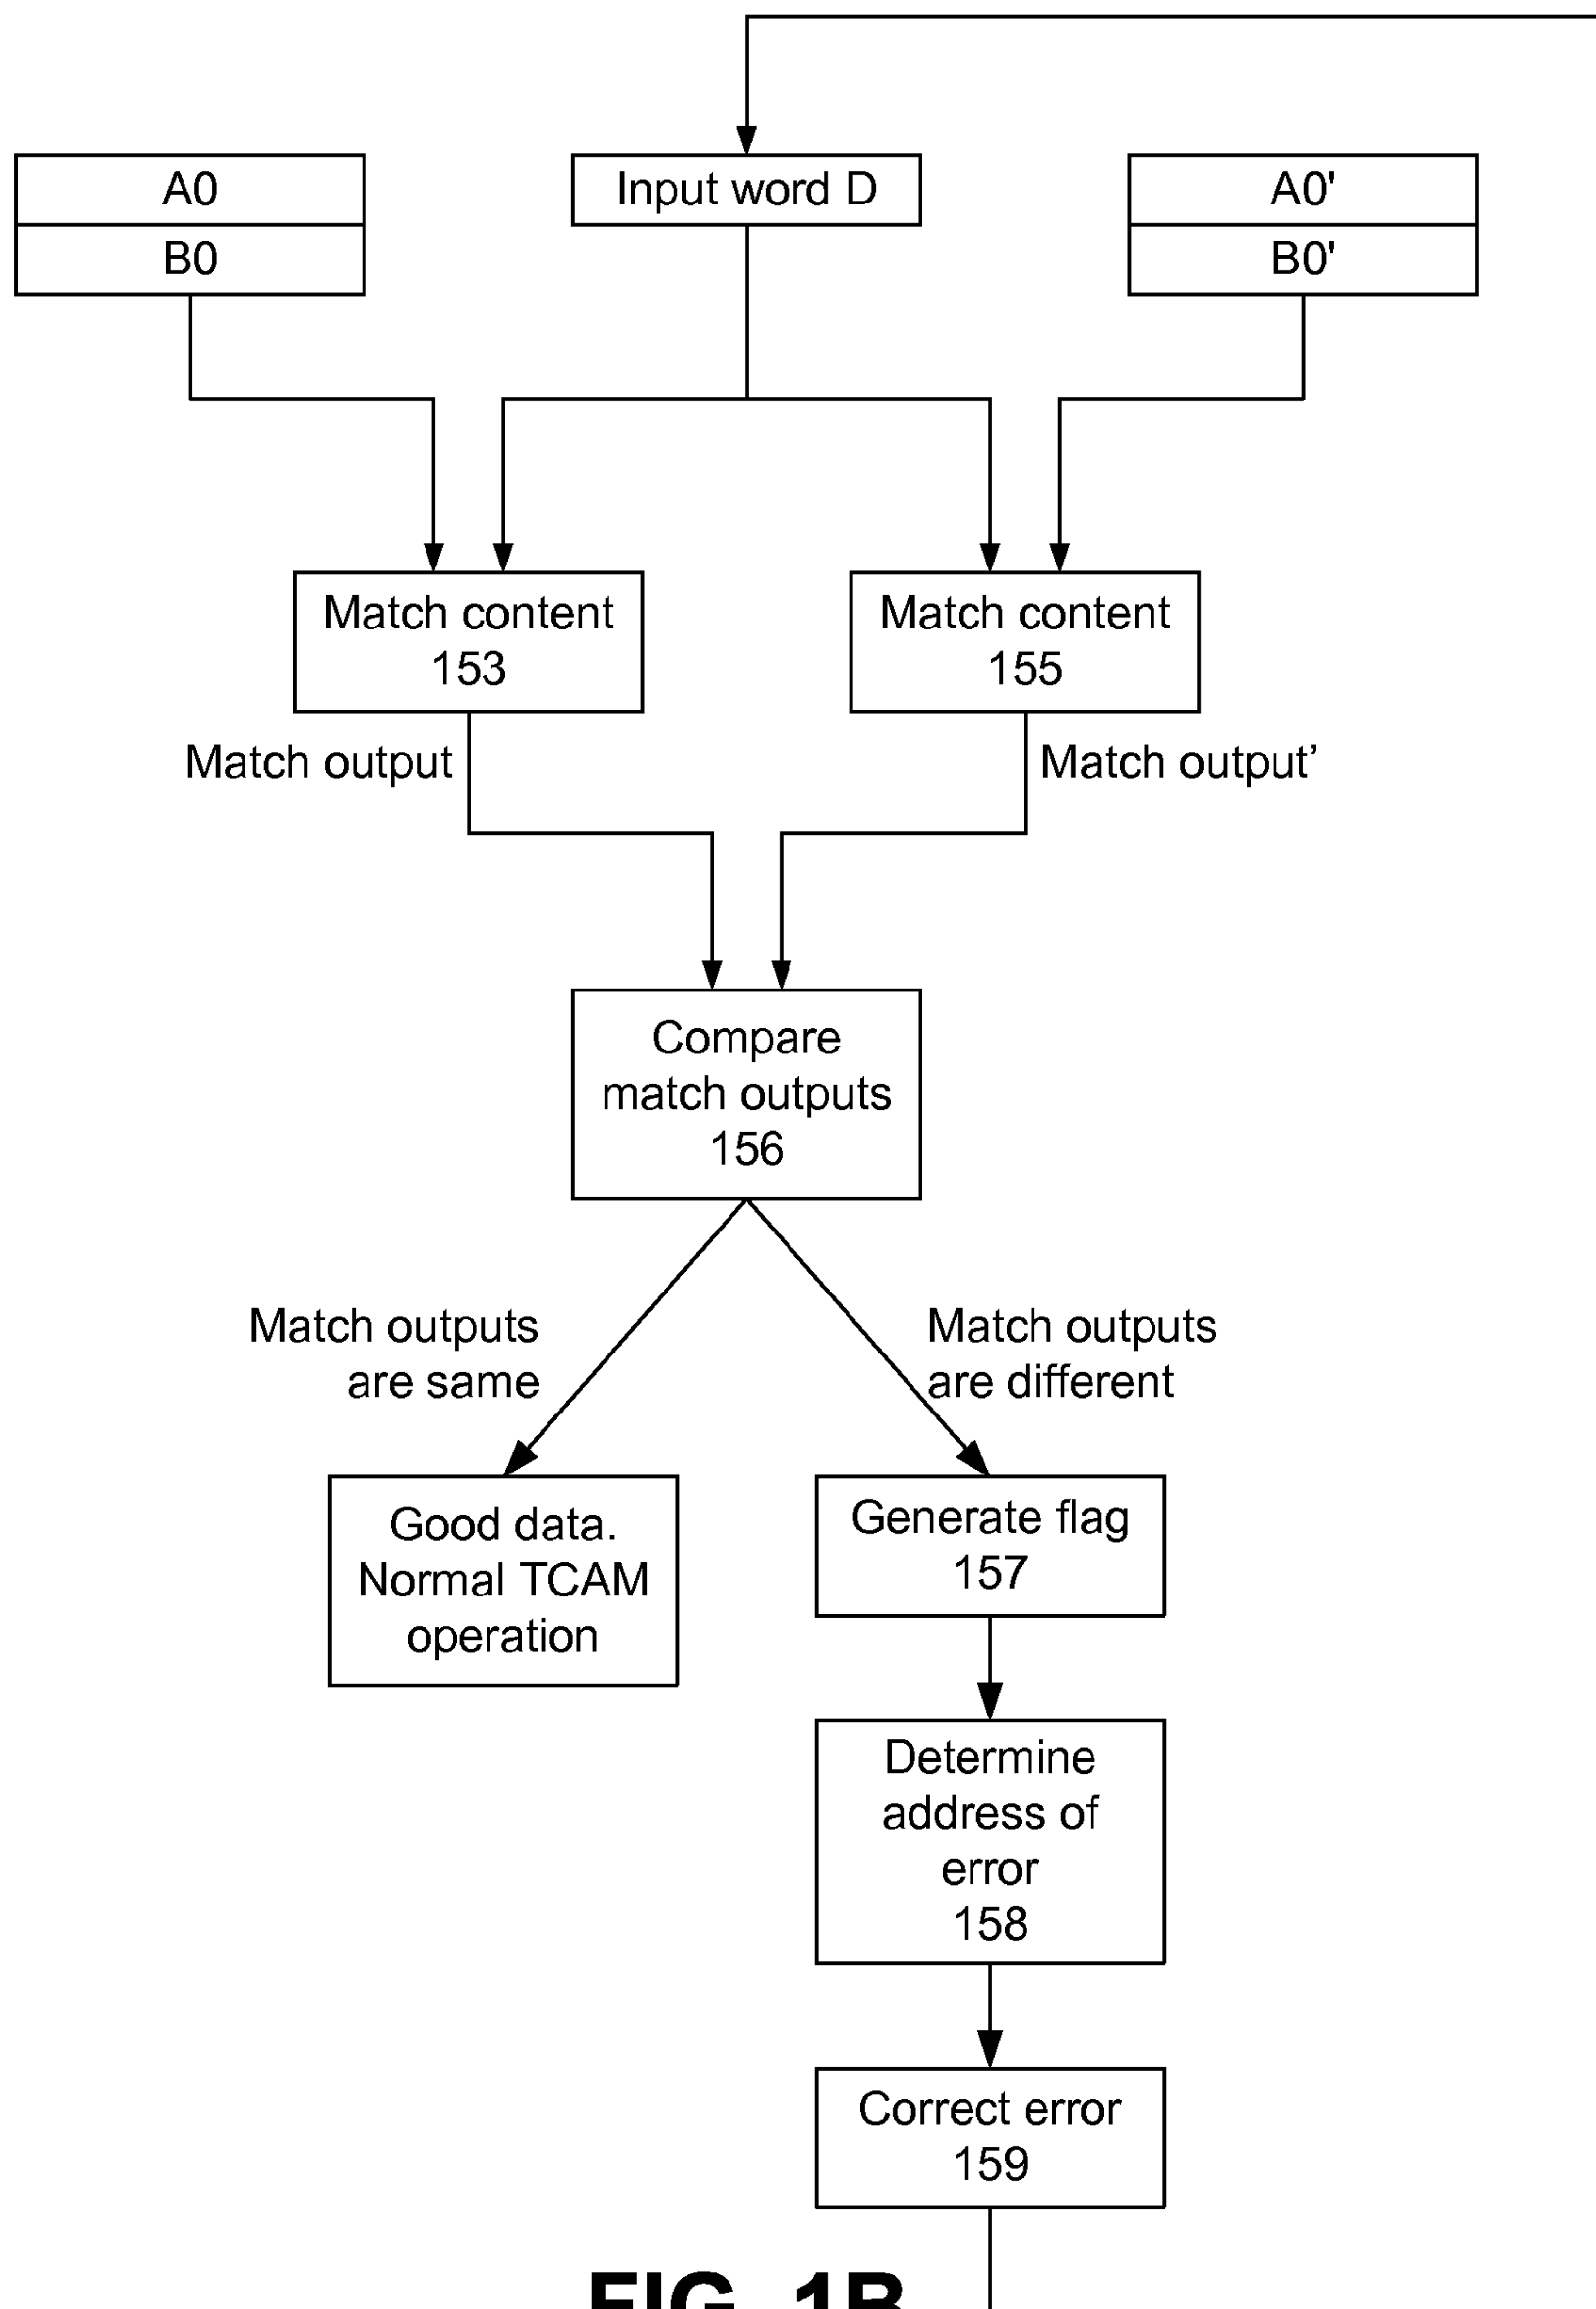 A0
B0
Input word D
A0'
B0'
Match content
153
Match content
155
Match output
Match output’
Compare
match outputs
156
Match outputs
are same
Match outputs
are different
Good data.
Normal TCAM
operation
Generate flag
157
Determine
address of
error
158
Correct error
159
FIG. 1B